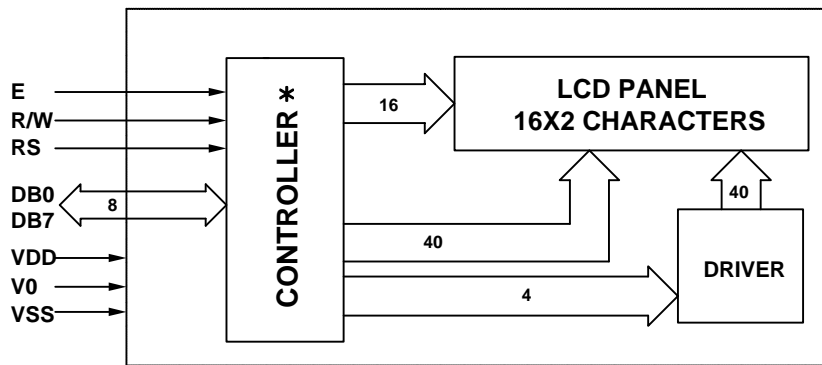 E
R/W
RS
DB0
DB7
8
VDD
V0
VSS
CONTROLLER*
16
LCD PANEL
16X2 CHARACTERS
40
40
4
DRIVER